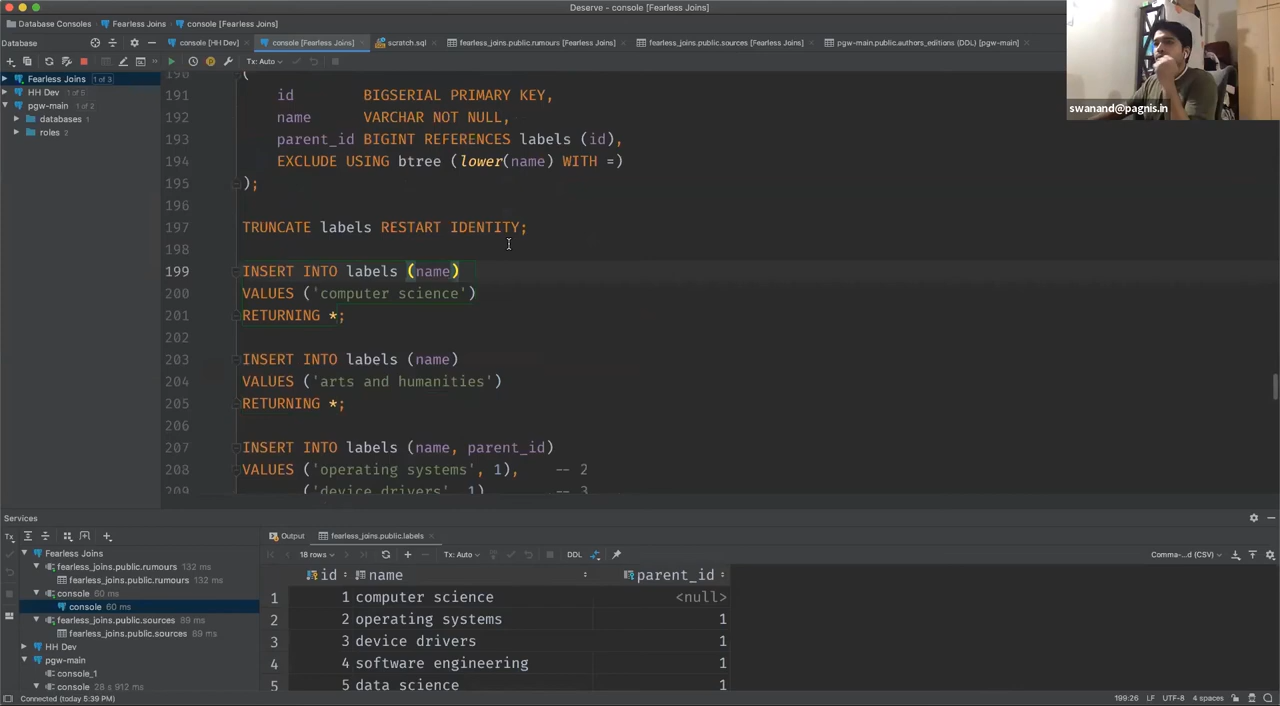 Deserve - console [Fearless Joins]
Database Consoles Fearless Joins console [Fearless Joins]
Database
console [HH Dev] console [Fearless Joins] scratch.sql fearless_joins.public.rumours [Fearless Joins] fearless_joins.public.sources [Fearless Joins] pgw-main.public.authors_editions (DDL) [pgw-main]
Tx: Auto
swanand@pagnis.in
Fearless Joins 1 of 3
HH Dev 1 of 5
pgw-main 1 of 2
databases 1
roles 2
190 (
191 id BIGSERIAL PRIMARY KEY,
192 name VARCHAR NOT NULL,
193 parent_id BIGINT REFERENCES labels (id),
194 EXCLUDE USING btree (lower(name) WITH =)
195 );
196
197 TRUNCATE labels RESTART IDENTITY;
198
199 INSERT INTO labels (name)
200 VALUES ('computer science')
201 RETURNING *;
202
203 INSERT INTO labels (name)
204 VALUES ('arts and humanities')
205 RETURNING *;
206
207 INSERT INTO labels (name, parent_id)
208 VALUES ('operating systems', 1), -- 2
209 ('device drivers', 1) -- 3
Services
Tx
Fearless Joins
fearless_joins.public.rumours 132 ms
fearless_joins.public.rumours 132 ms
console 60 ms
console 60 ms
fearless_joins.public.sources 89 ms
fearless_joins.public.sources 89 ms
HH Dev
pgw-main
console_1
console 28 s 912 ms
Output fearless_joins.public.labels
18 rows Tx: Auto DDL Comma-...d (CSV)
id name parent_id
1 1 computer science <null>
2 2 operating systems 1
3 3 device drivers 1
4 4 software engineering 1
5 5 data science 1
Connected (today 5:39 PM) 199:26 LF UTF-8 4 spaces